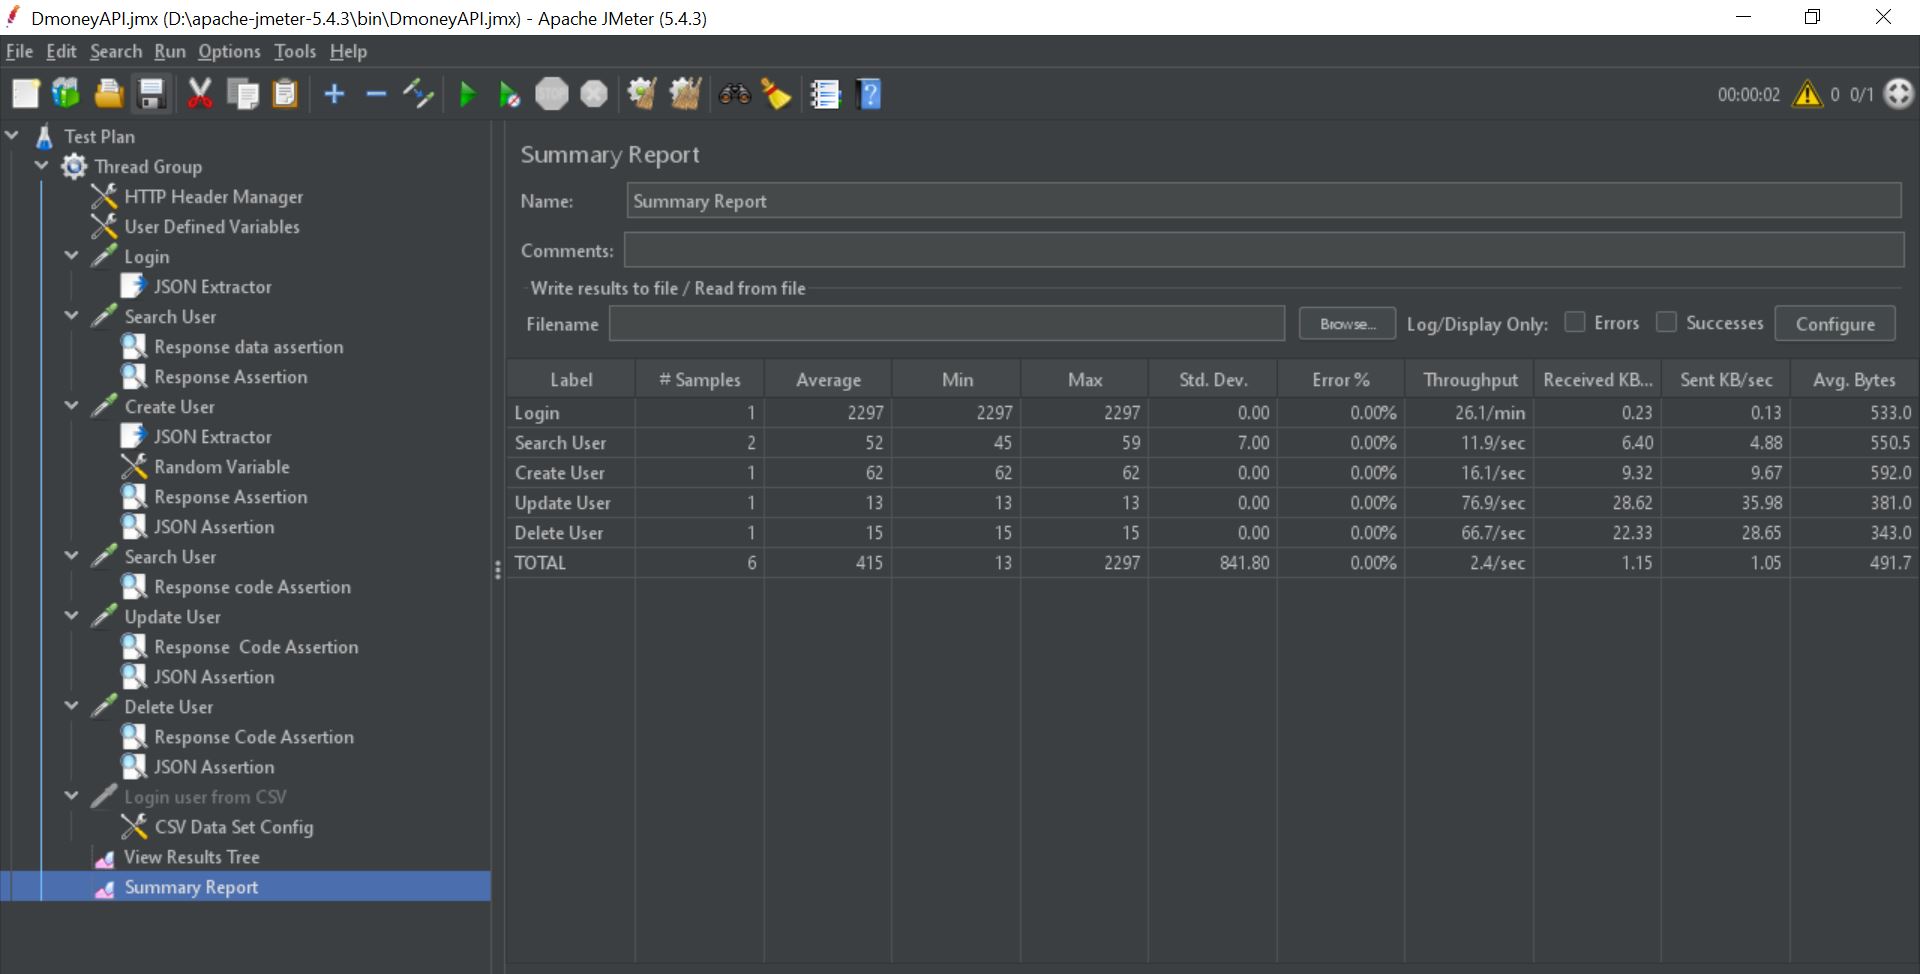 DmoneyAPI.jmx (D:\apache-jmeter-5.4.3\bin\DmoneyAPI.jmx) - Apache JMeter (5.4.3)
File Edit Search Run Options Tools Help
STOP ? 00:00:02 0 0/1
Test Plan
Thread Group
HTTP Header Manager
User Defined Variables
Login
JSON Extractor
Search User
Response data assertion
Response Assertion
Create User
JSON Extractor
Random Variable
Response Assertion
JSON Assertion
Search User
Response code Assertion
Update User
Response  Code Assertion
JSON Assertion
Delete User
Response Code Assertion
JSON Assertion
Login user from CSV
CSV Data Set Config
View Results Tree
Summary Report
Summary Report
Name: Summary Report
Comments:
Write results to file / Read from file
Filename Browse... Log/Display Only: Errors Successes Configure
Label # Samples Average Min Max Std. Dev. Error % Throughput Received KB... Sent KB/sec Avg. Bytes
Login 1 2297 2297 2297 0.00 0.00% 26.1/min 0.23 0.13 533.0
Search User 2 52 45 59 7.00 0.00% 11.9/sec 6.40 4.88 550.5
Create User 1 62 62 62 0.00 0.00% 16.1/sec 9.32 9.67 592.0
Update User 1 13 13 13 0.00 0.00% 76.9/sec 28.62 35.98 381.0
Delete User 1 15 15 15 0.00 0.00% 66.7/sec 22.33 28.65 343.0
TOTAL 6 415 13 2297 841.80 0.00% 2.4/sec 1.15 1.05 491.7